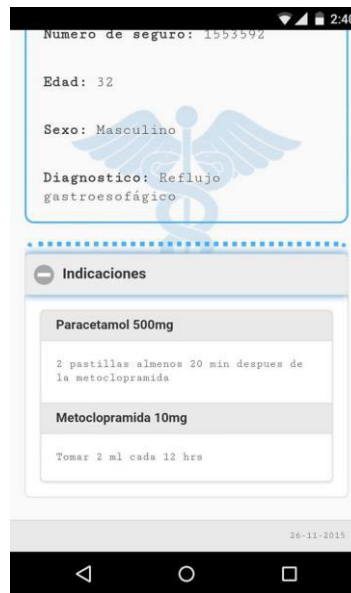 2:40
Numero de seguro: 1553592
Edad: 32
Sexo: Masculino
Diagnostico: Reflujo
gastroesofágico
Indicaciones
Paracetamol 500mg
2 pastillas almenos 20 min despues de
la metoclopramida
Metoclopramida 10mg
Tomar 2 ml cada 12 hrs
26-11-2015